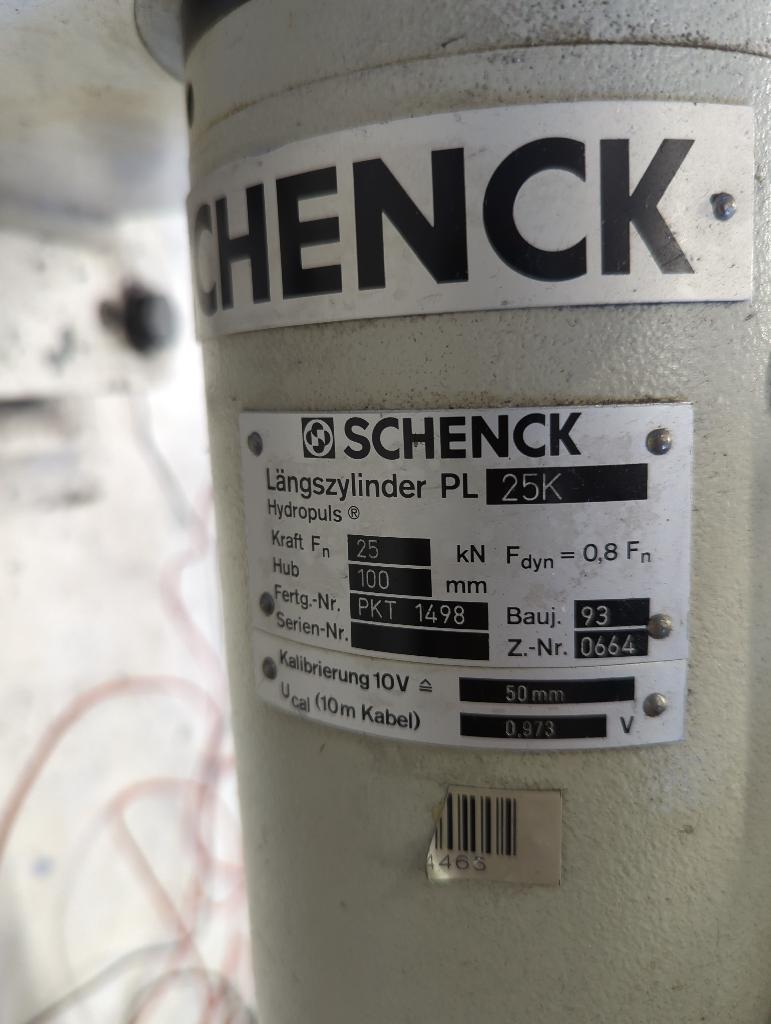 SCHENCK
SCHENCK
Längszylinder PL 25K
Hydropuls ®
Kraft Fn 25 kN Fdyn = 0,8 Fn
Hub 100 mm
Fertg.-Nr. PKT 1498 Bauj. 93
Serien-Nr. Z.-Nr. 0664
Kalibrierung 10V ≙ 50 mm
Ucal (10m Kabel) 0,973 V
4463